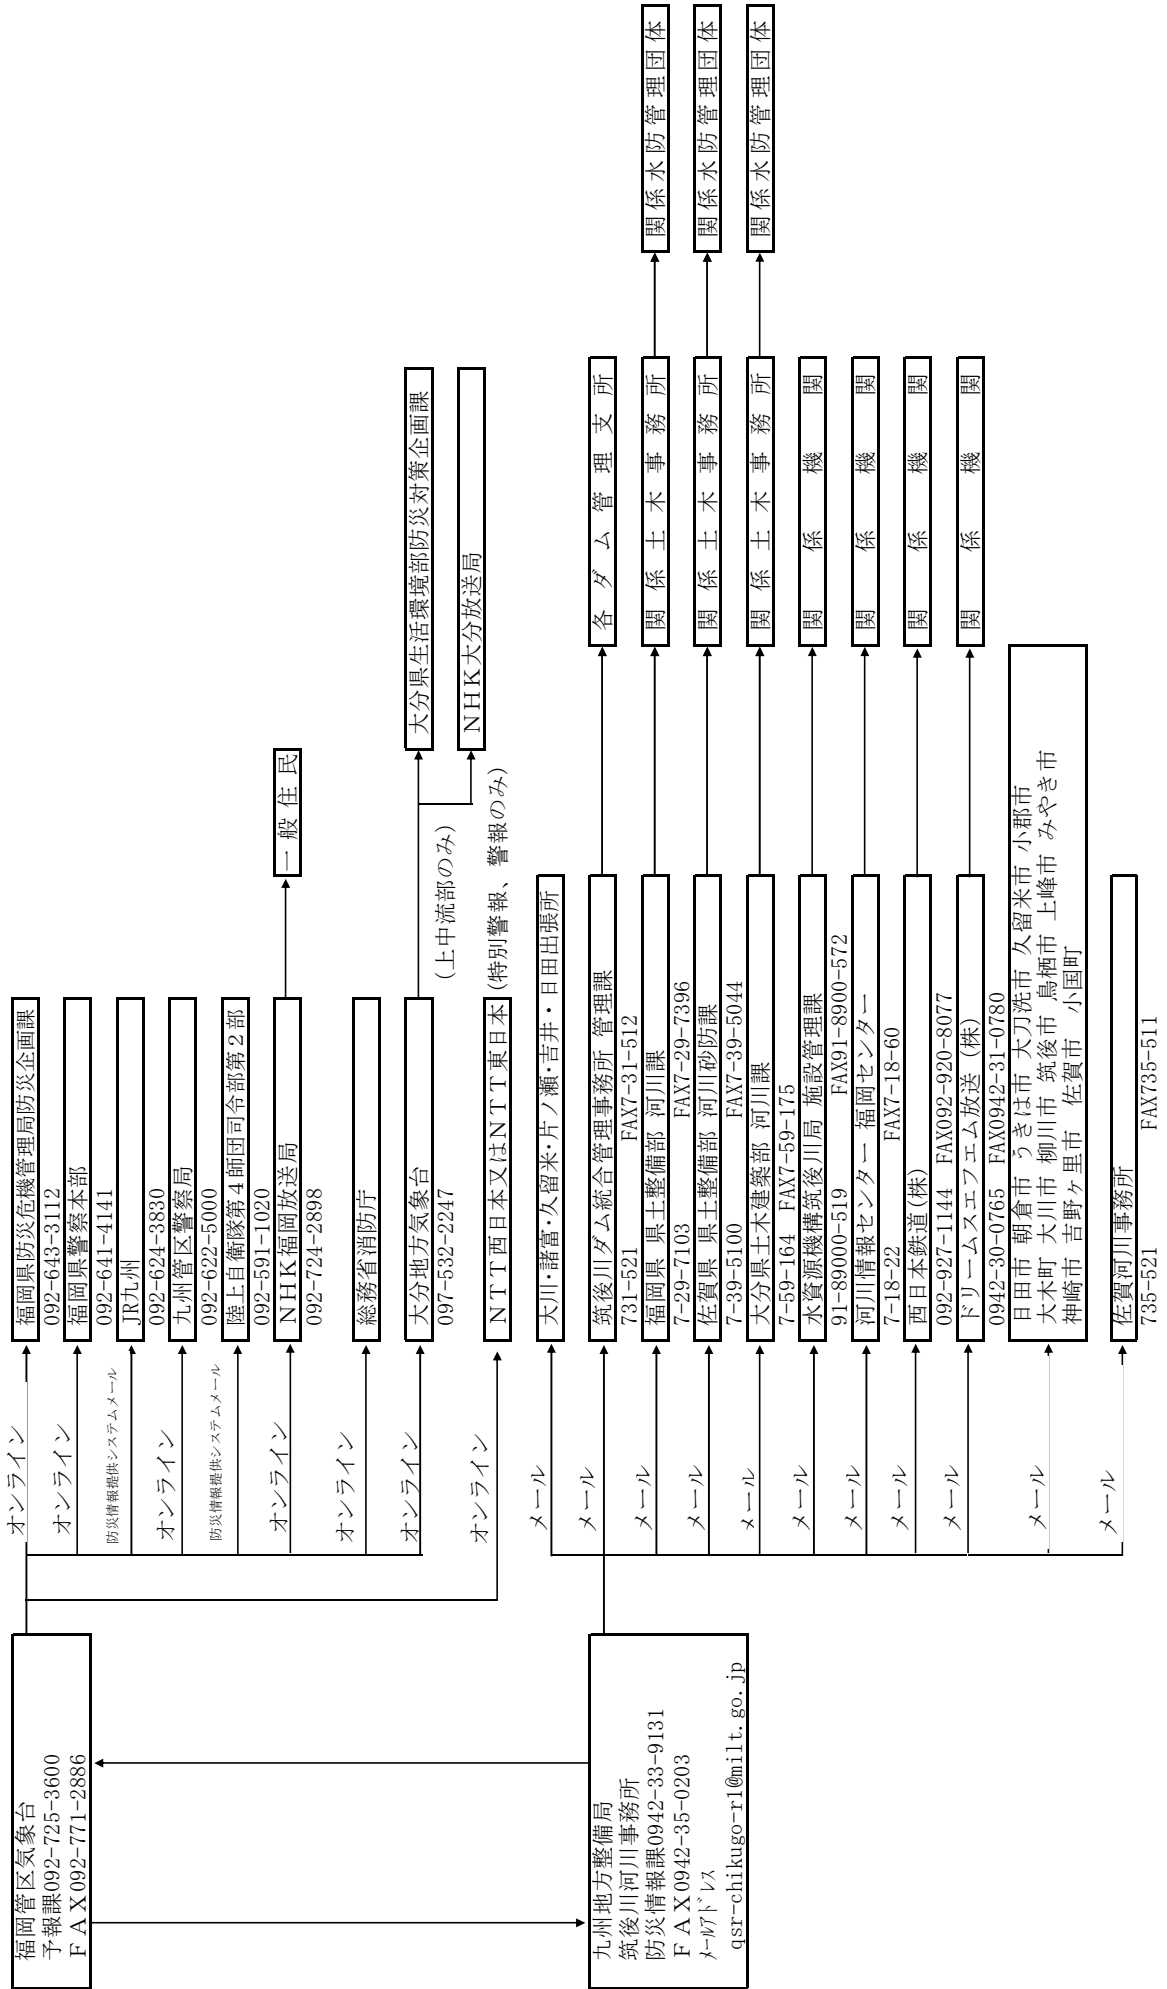 福岡管区気象台
予報課092-725-3600
ＦＡＸ092-771-2886
九州地方整備局
筑後川河川事務所
防災情報課0942-33-9131
ＦＡＸ0942-35-0203
ﾒｰﾙｱﾄﾞﾚｽ
qsr-chikugo-r1@milt.go.jp
オンライン
福岡県防災危機管理局防災企画課
092-643-3112
オンライン
福岡県警察本部
092-641-4141
防災情報提供システムメール
JR九州
092-624-3830
オンライン
九州管区警察局
092-622-5000
防災情報提供システムメール
陸上自衛隊第４師団司令部第２部
092-591-1020
オンライン
ＮＨＫ福岡放送局
092-724-2898
一般住民
オンライン
総務省消防庁
オンライン
大分地方気象台
097-532-2247
(上中流部のみ)
大分県生活環境部防災対策企画課
ＮＨＫ大分放送局
オンライン
ＮＴＴ西日本又はＮＴＴ東日本
(特別警報、警報のみ)
メール
大川・諸富・久留米・片ノ瀬・吉井・日田出張所
メール
筑後川ダム統合管理事務所 管理課
731-521 FAX7-31-512
各ダム管理支所
メール
福岡県 県土整備部 河川課
7-29-7103 FAX7-29-7396
関係土木事務所
関係水防管理団体
メール
佐賀県 県土整備部 河川砂防課
7-39-5100 FAX7-39-5044
関係土木事務所
関係水防管理団体
メール
大分県土木建築部 河川課
7-59-164 FAX7-59-175
関係土木事務所
関係水防管理団体
メール
水資源機構筑後川局 施設管理課
91-89000-519 FAX91-8900-572
関係機関
メール
河川情報センター 福岡センター
7-18-22 FAX7-18-60
関係機関
メール
西日本鉄道(株)
092-927-1144 FAX092-920-8077
関係機関
メール
ドリームスエフエム放送（株）
0942-30-0765 FAX0942-31-0780
関係機関
メール
日田市 朝倉市 うきは市 大刀洗市 久留米市 小郡市
大木町 大川市 柳川市 筑後市 鳥栖市 上峰市 みやき市
神崎市 吉野ヶ里市 佐賀市 小国町
メール
佐賀河川事務所
735-521 FAX735-511